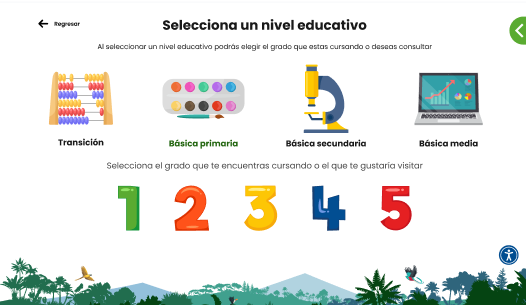 Regresar
Selecciona un nivel educativo
Al seleccionar un nivel educativo podrás elegir el grado que estas cursando o deseas consultar
Transición
Básica primaria
Básica secundaria
Básica media
Selecciona el grado que te encuentras cursando o el que te gustaría visitar
1 2 3 4 5